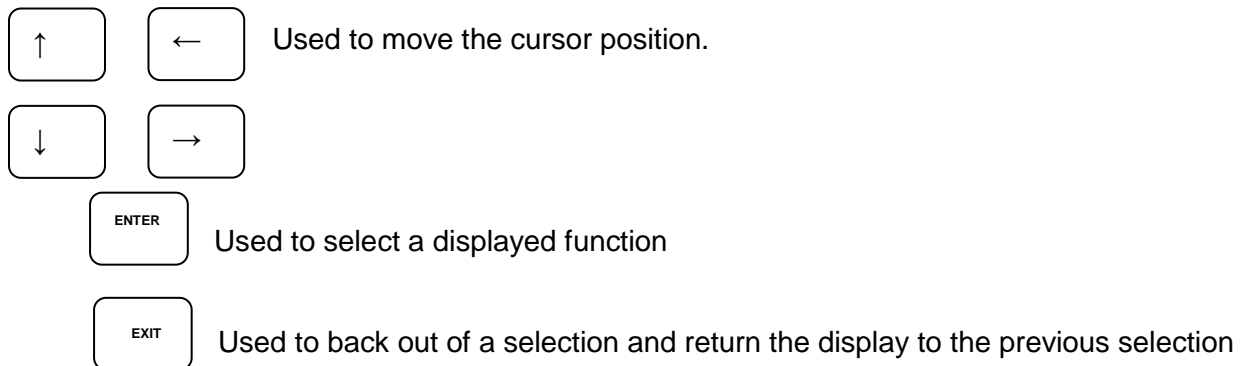 ↑ ← Used to move the cursor position.
↓ →
ENTER Used to select a displayed function
EXIT Used to back out of a selection and return the display to the previous selection